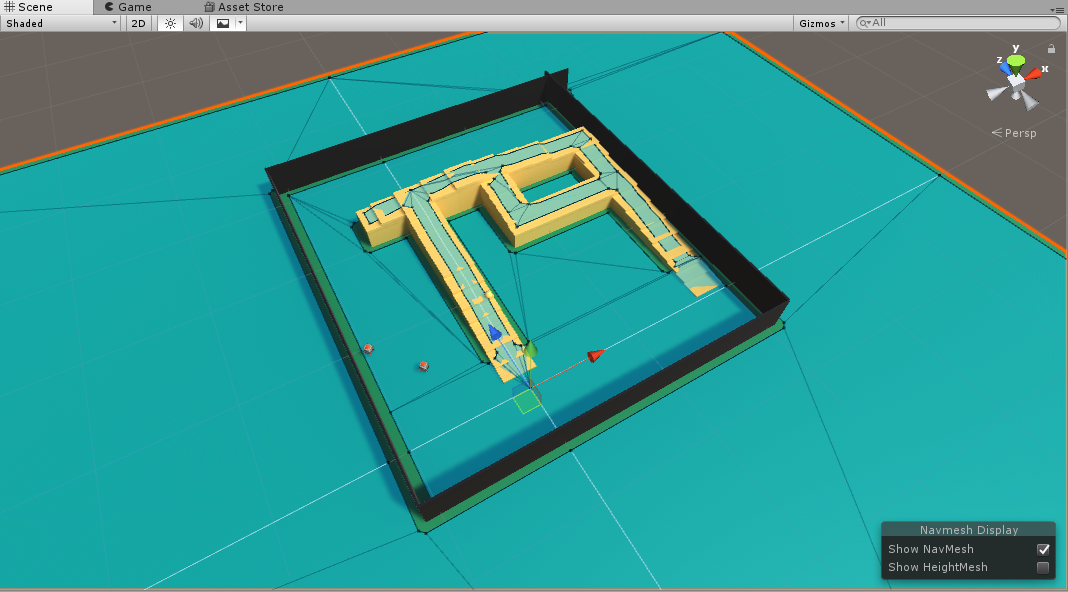 Scene Game Asset Store
Shaded 2D Gizmos All
y
z
x
Persp
Navmesh Display
Show NavMesh
Show HeightMesh